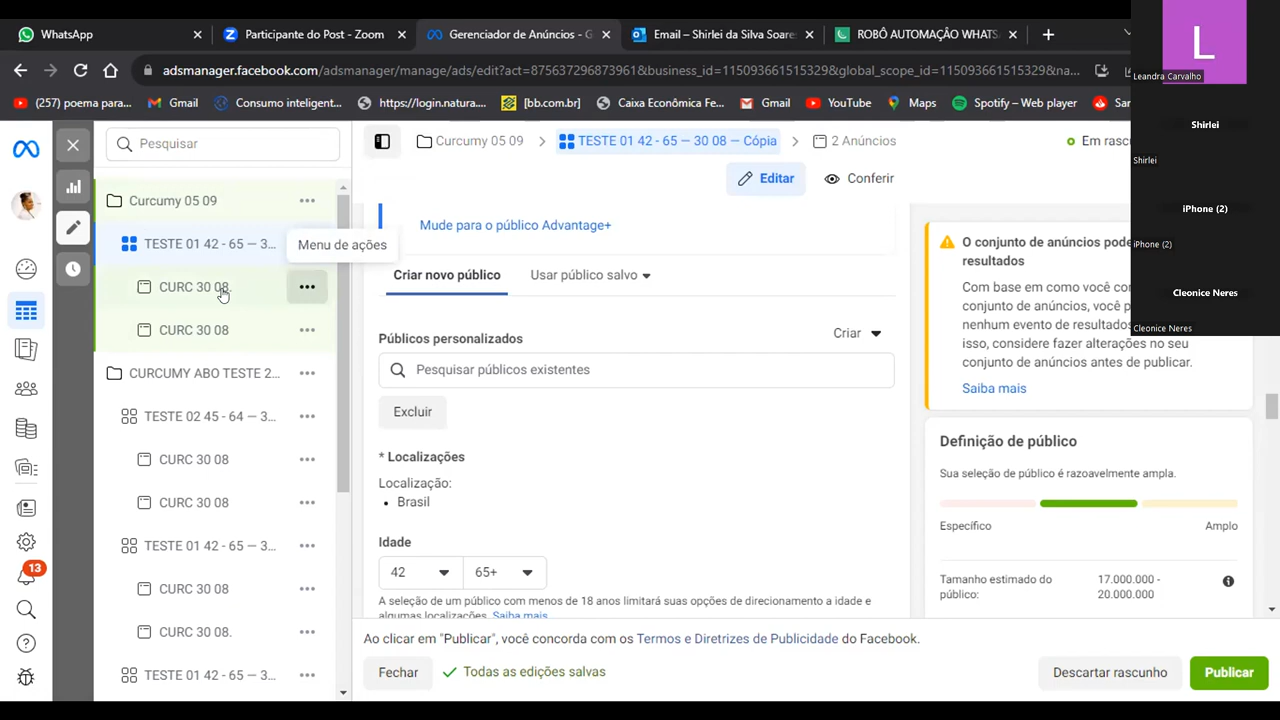 WhatsApp
Participante do Post - Zoom
Gerenciador de Anúncios - G
Email – Shirlei da Silva Soares
ROBÔ AUTOMAÇÂO WHATS
adsmanager.facebook.com/adsmanager/manage/ads/edit?act=875637296873961&business_id=1150936661515329&global_scope_id=1150936661515329&na...
(257) poema para...
Gmail
Consumo inteligent...
https://login.natura....
[bb.com.br]
Caixa Econômica Fe...
Gmail
YouTube
Maps
Spotify – Web player
San
L
Leandra Carvalho
Shirlei
Shirlei
iPhone (2)
iPhone (2)
Cleonice Neres
Cleonice Neres
Pesquisar
Curcumy 05 09
TESTE 01 42 - 65 — 3...
Menu de ações
CURC 30 08.
CURC 30 08
CURCUMY ABO TESTE 2...
TESTE 02 45 - 64 — 3...
CURC 30 08
CURC 30 08
TESTE 01 42 - 65 — 3...
CURC 30 08
CURC 30 08.
TESTE 01 42 - 65 — 3...
13
Curcumy 05 09
TESTE 01 42 - 65 — 30 08 — Cópia
2 Anúncios
Em rasc
Editar
Conferir
Mude para o público Advantage+
Criar novo público
Usar público salvo
Públicos personalizados
Criar
Pesquisar públicos existentes
Excluir
* Localizações
Localização:
• Brasil
Idade
42
65+
A seleção de um público com menos de 18 anos limitará suas opções de direcionamento a idade e
algumas localizações. Saiba mais
O conjunto de anúncios pode
resultados
Com base em como você co
conjunto de anúncios, você p
nenhum evento de resultados
isso, considere fazer alterações no seu
conjunto de anúncios antes de publicar.
Saiba mais
Definição de público
Sua seleção de público é razoavelmente ampla.
Específico
Amplo
Tamanho estimado do
público:
17.000.000 -
20.000.000
Ao clicar em "Publicar", você concorda com os Termos e Diretrizes de Publicidade do Facebook.
Fechar
Todas as edições salvas
Descartar rascunho
Publicar